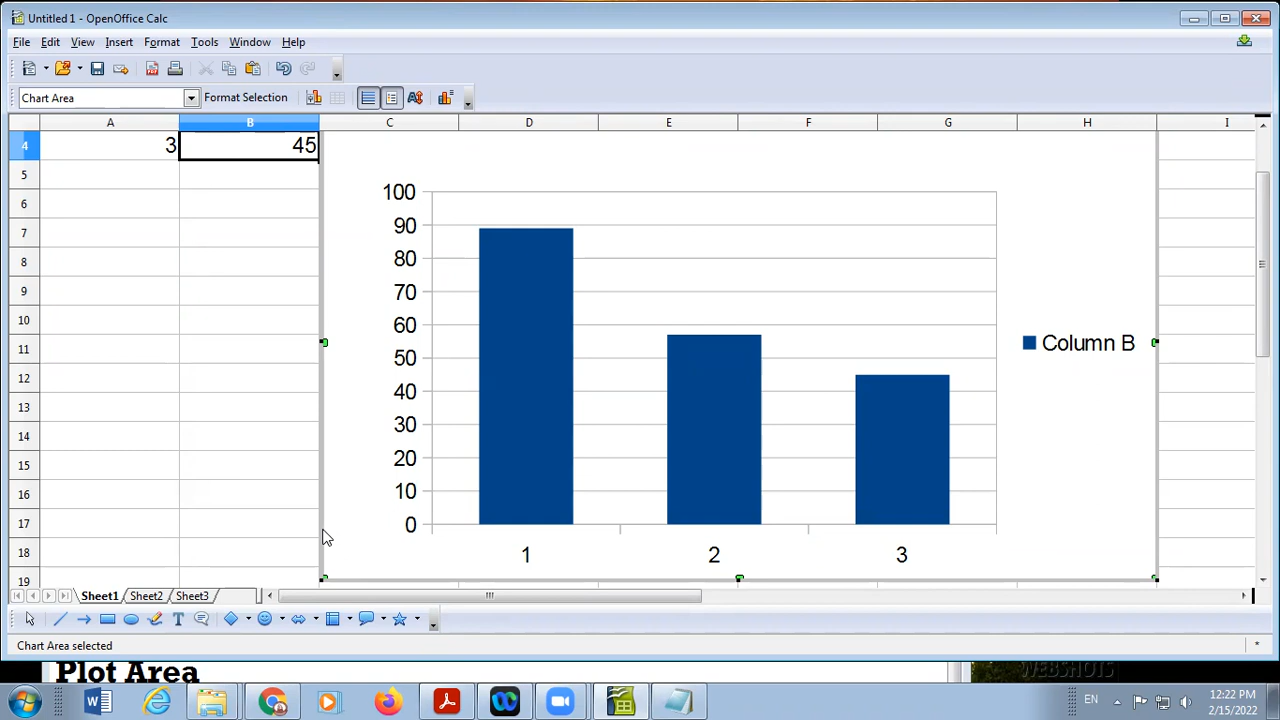 Untitled 1 - OpenOffice Calc
File Edit View Insert Format Tools Window Help
Chart Area Format Selection
A B C D E F G H I
4 3 45
5
6
7
8
9
10
11
12
13
14
15
16
17
18
19
100
90
80
70
60
50
40
30
20
10
0
1 2 3
Column B
Sheet1 Sheet2 Sheet3
Chart Area selected *
Plot Area
WEBSHOTS
EN 12:22 PM
2/15/2022